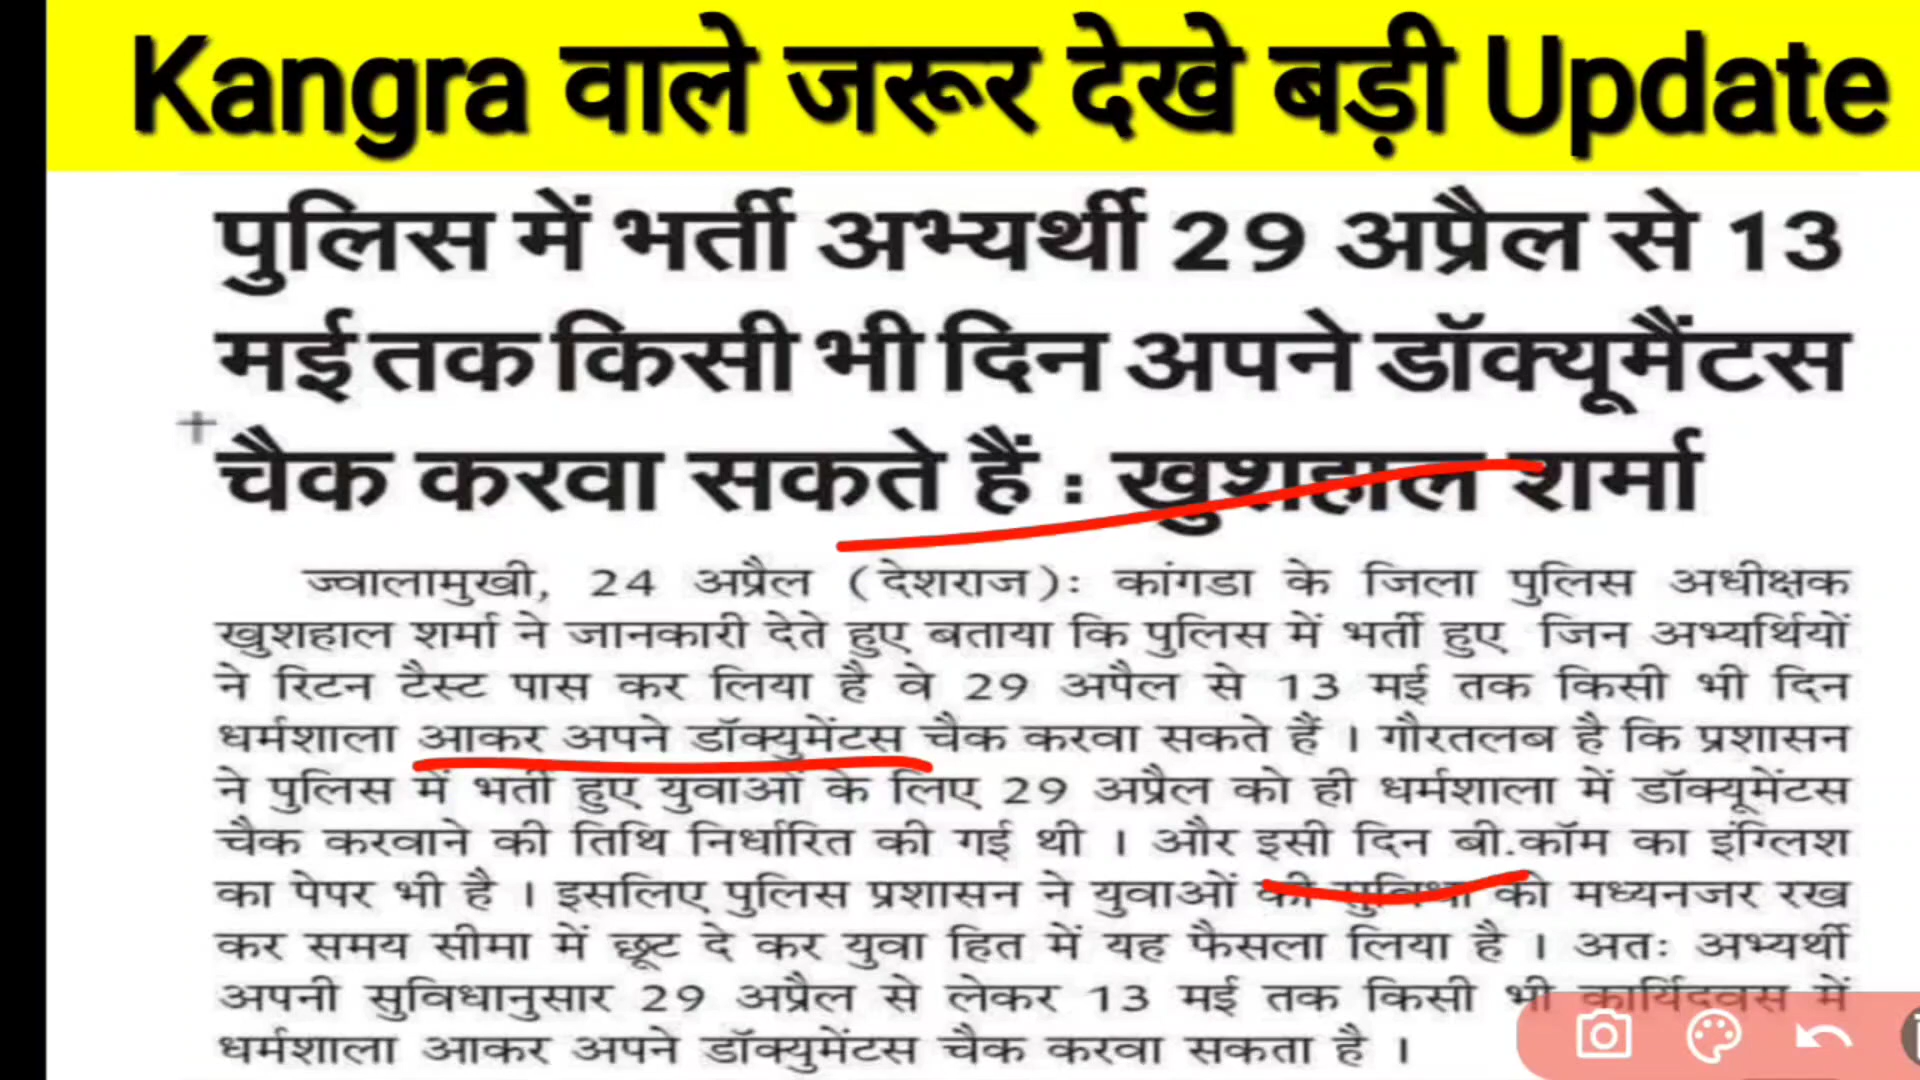 Kangra वाले जरूर देखे बड़ी Update
पुलिस में भर्ती अभ्यर्थी 29 अप्रैल से 13
मई तक किसी भी दिन अपने डॉक्यूमैंटस
चैक करवा सकते हैं : खुशहाल शर्मा
ज्वालामुखी, 24 अप्रैल (देशराज): कांगडा के जिला पुलिस अधीक्षक
खुशहाल शर्मा ने जानकारी देते हुए बताया कि पुलिस में भर्ती हुए जिन अभ्यर्थियों
ने रिटन टैस्ट पास कर लिया है वे 29 अपैल से 13 मई तक किसी भी दिन
धर्मशाला आकर अपने डॉक्युमेंटस चैक करवा सकते हैं । गौरतलब है कि प्रशासन
ने पुलिस में भर्ती हुए युवाओं के लिए 29 अप्रैल को ही धर्मशाला में डॉक्यूमेंटस
चैक करवाने की तिथि निर्धारित की गई थी । और इसी दिन बी.कॉम का इंग्लिश
का पेपर भी है । इसलिए पुलिस प्रशासन ने युवाओं की सुविधा को मध्यनजर रख
कर समय सीमा में छूट दे कर युवा हित में यह फैसला लिया है । अतः अभ्यर्थी
अपनी सुविधानुसार 29 अप्रैल से लेकर 13 मई तक किसी भी कार्यिदवस में
धर्मशाला आकर अपने डॉक्युमेंटस चैक करवा सकता है ।